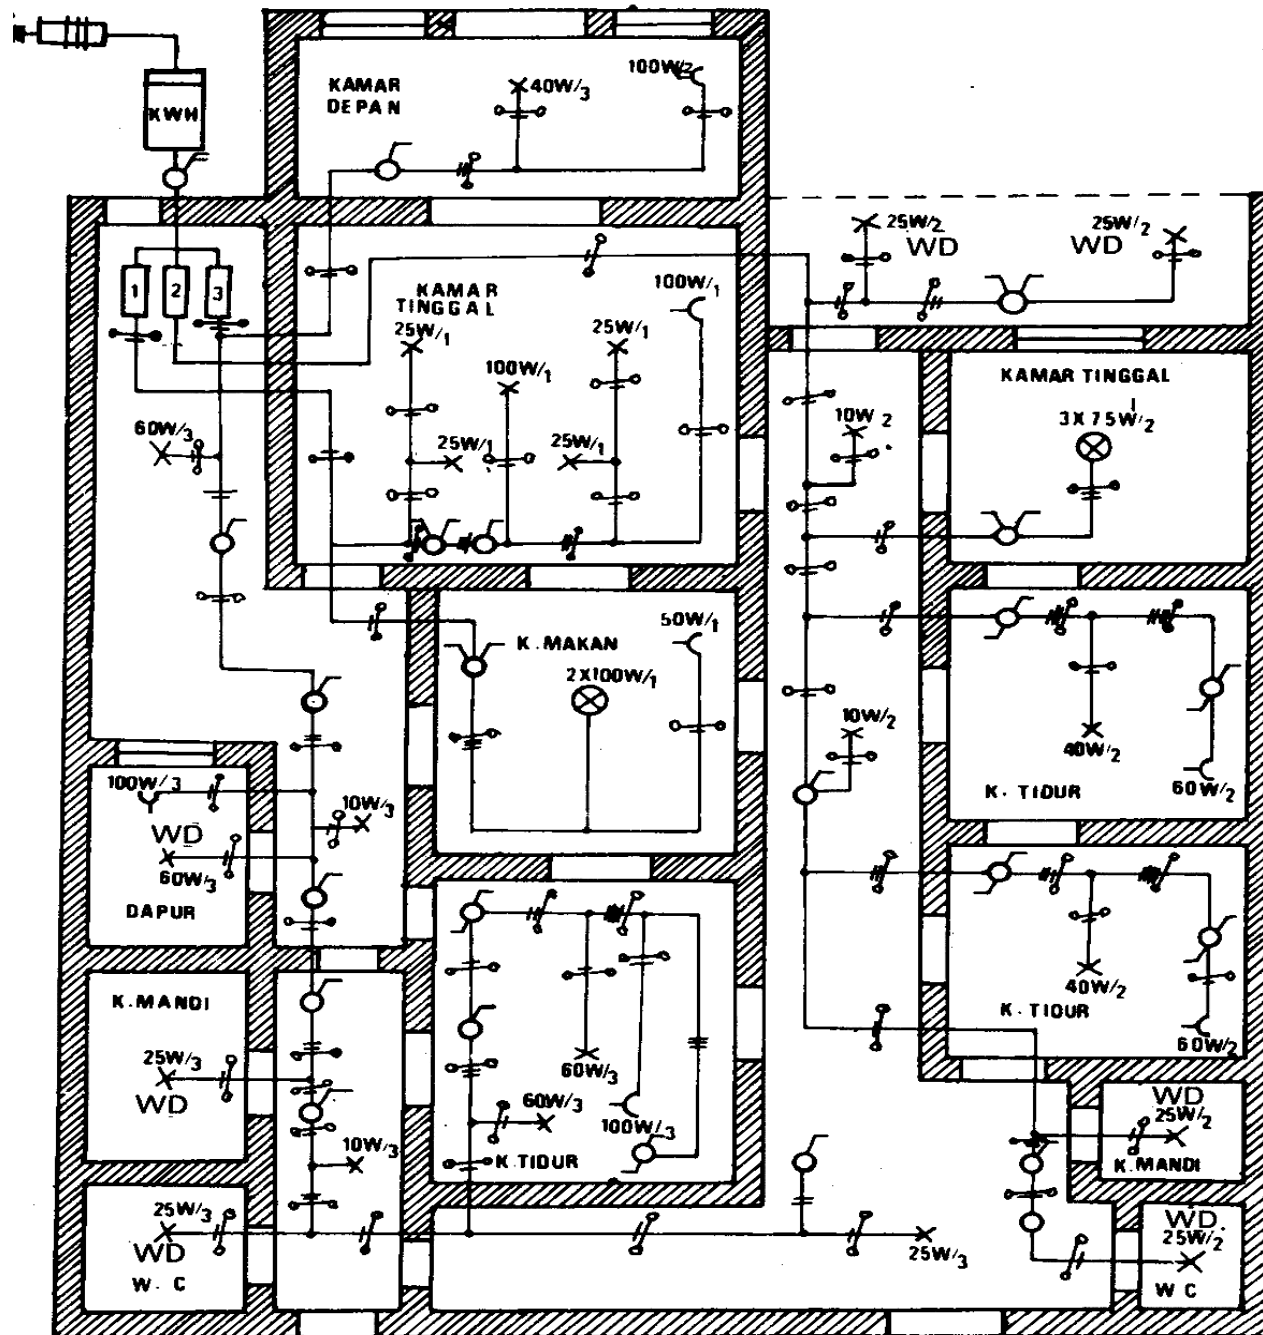 KWH
KAMAR
DEPAN
40W/3
100W/2
1
2
3
25W/2
WD
25W/2
WD
KAMAR
TINGGAL
100W/1
25W/1
25W/1
100W/1
25W/1
25W/1
60W/3
10W 2
KAMAR TINGGAL
3X75W/2
K.MAKAN
50W/1
2X100W/1
10W/2
40W/2
K. TIDUR
60W/2
100W/3
10W/3
WD
60W/3
DAPUR
K.MANDI
25W/3
WD
10W/3
60W/3
60W/3
100W/3
K.TIDUR
40W/2
K.TIDUR
60W/2
WD
25W/2
K.MANDI
25W/3
WD
W.C
25W/3
WD.
25W/2
WC